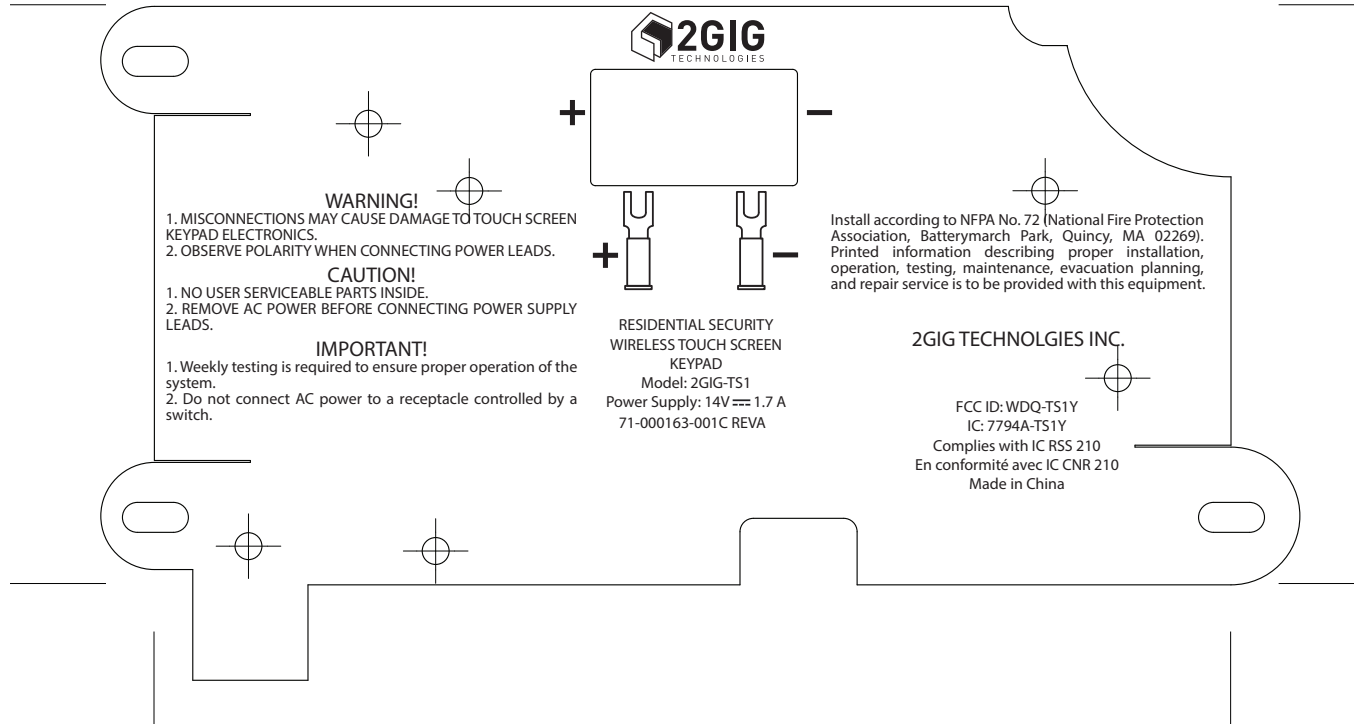 2GIG
TECHNOLOGIES
+ −
WARNING!
1. MISCONNECTIONS MAY CAUSE DAMAGE TO TOUCH SCREEN
KEYPAD ELECTRONICS.
2. OBSERVE POLARITY WHEN CONNECTING POWER LEADS.
CAUTION!
1. NO USER SERVICEABLE PARTS INSIDE.
2. REMOVE AC POWER BEFORE CONNECTING POWER SUPPLY
LEADS.
IMPORTANT!
1. Weekly testing is required to ensure proper operation of the
system.
2. Do not connect AC power to a receptacle controlled by a
switch.
+ −
RESIDENTIAL SECURITY
WIRELESS TOUCH SCREEN
KEYPAD
Model: 2GIG-TS1
Power Supply: 14V ⎓ 1.7 A
71-000163-001C REVA
Install according to NFPA No. 72 (National Fire Protection
Association, Batterymarch Park, Quincy, MA 02269).
Printed information describing proper installation,
operation, testing, maintenance, evacuation planning,
and repair service is to be provided with this equipment.
2GIG TECHNOLGIES INC.
FCC ID: WDQ-TS1Y
IC: 7794A-TS1Y
Complies with IC RSS 210
En conformité avec IC CNR 210
Made in China